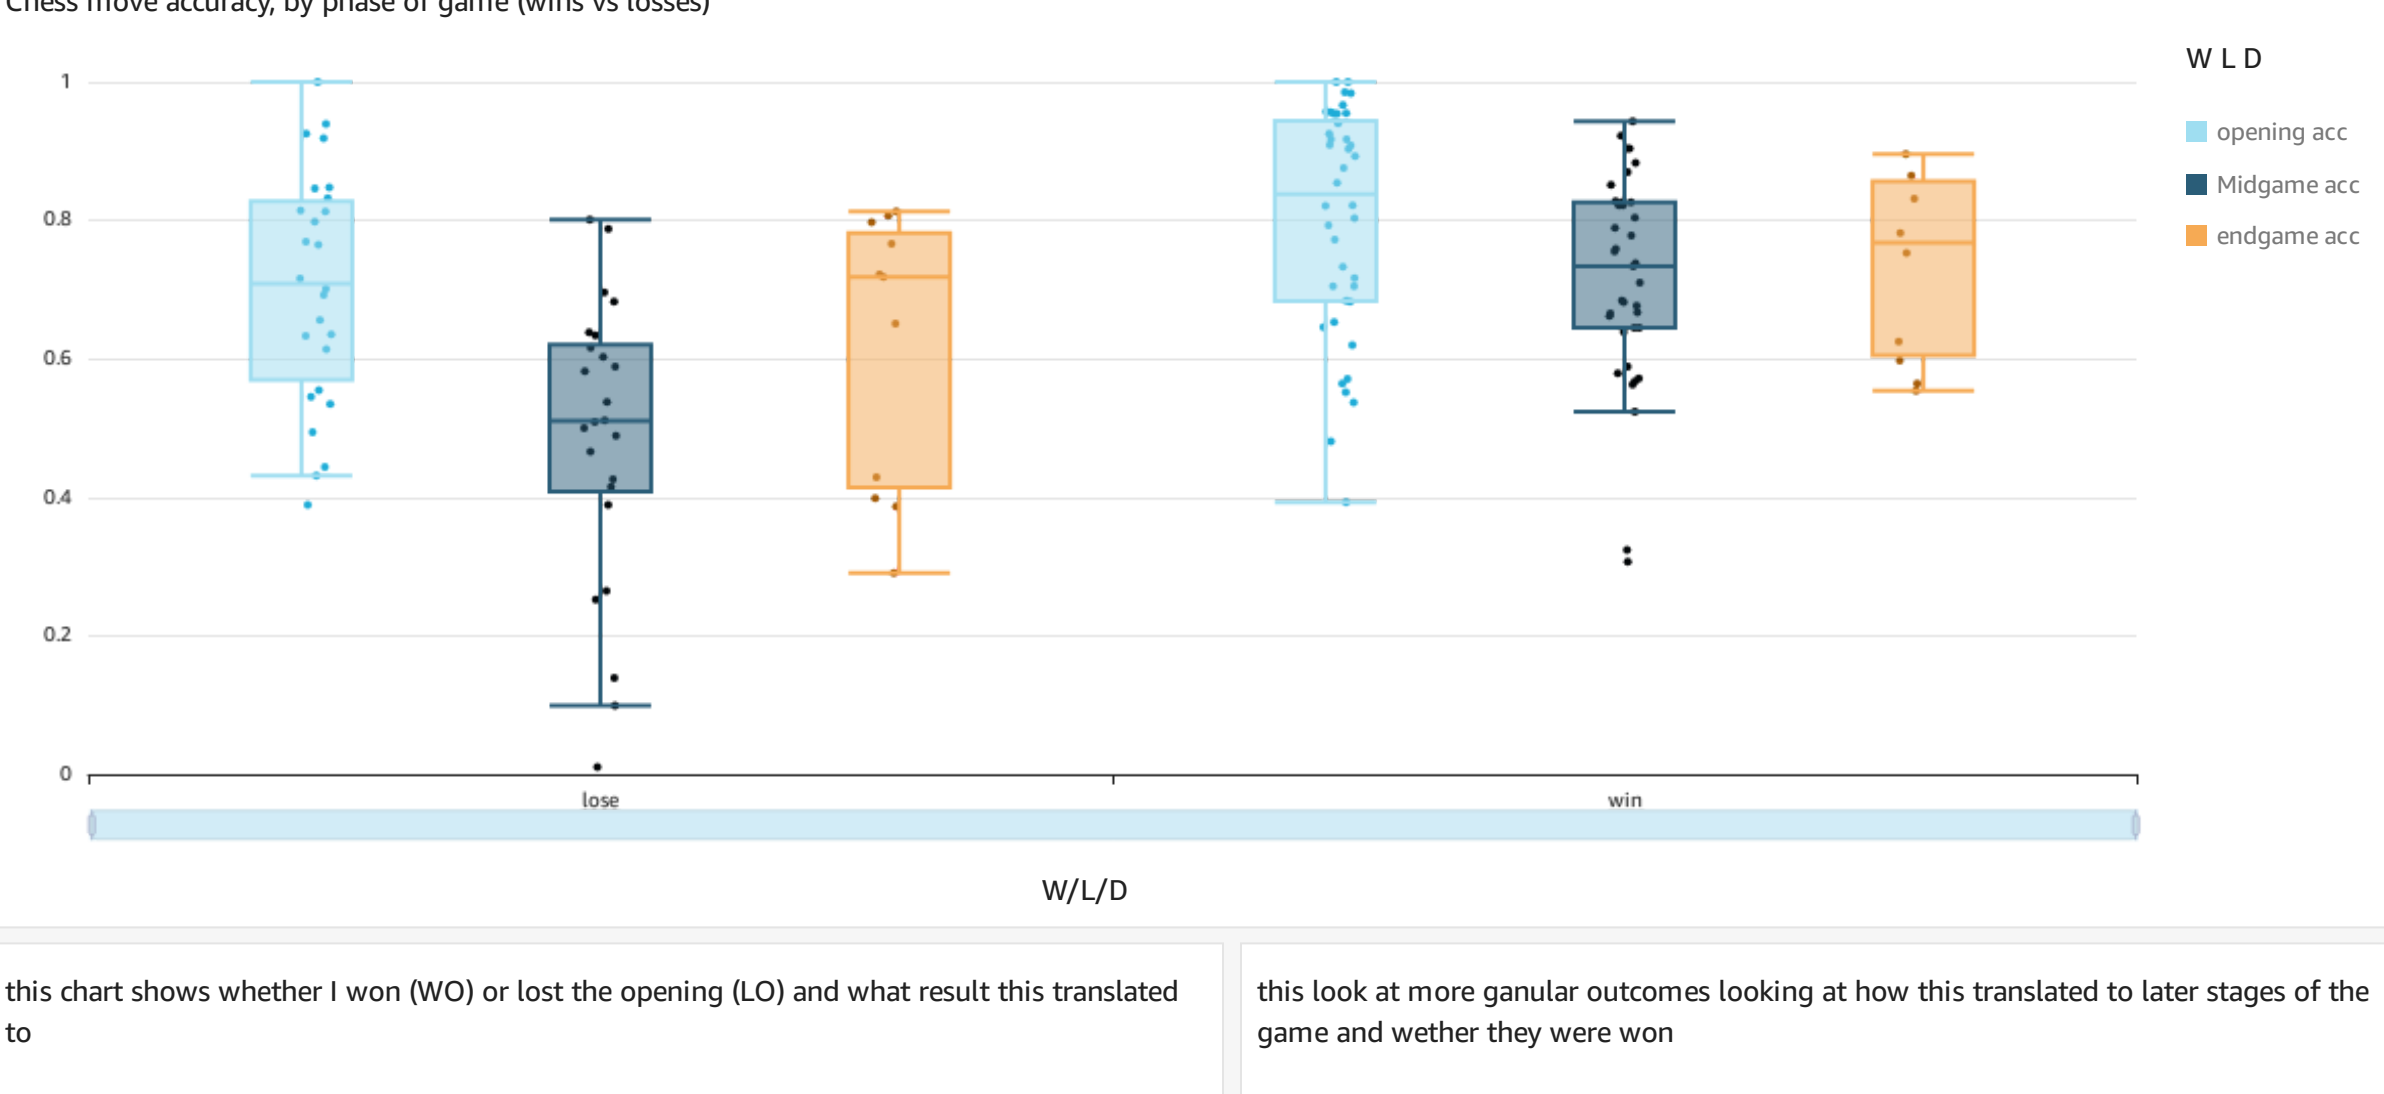 Chess move accuracy, by phase of game (wins vs losses)
W L D
opening acc
Midgame acc
endgame acc
1
0.8
0.6
0.4
0.2
0
lose
win
W/L/D
this chart shows whether I won (WO) or lost the opening (LO) and what result this translated
to
this look at more ganular outcomes looking at how this translated to later stages of the
game and wether they were won